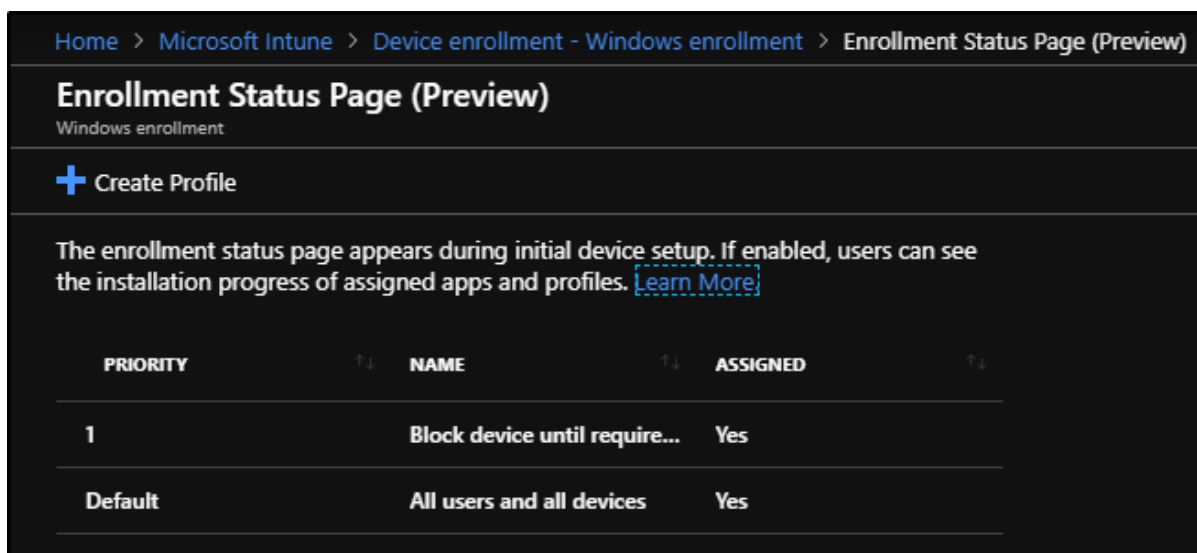 Home > Microsoft Intune > Device enrollment - Windows enrollment > Enrollment Status Page (Preview)
Enrollment Status Page (Preview)
Windows enrollment
Create Profile
The enrollment status page appears during initial device setup. If enabled, users can see
the installation progress of assigned apps and profiles. Learn More.
PRIORITY NAME ASSIGNED
1 Block device until require... Yes
Default All users and all devices Yes